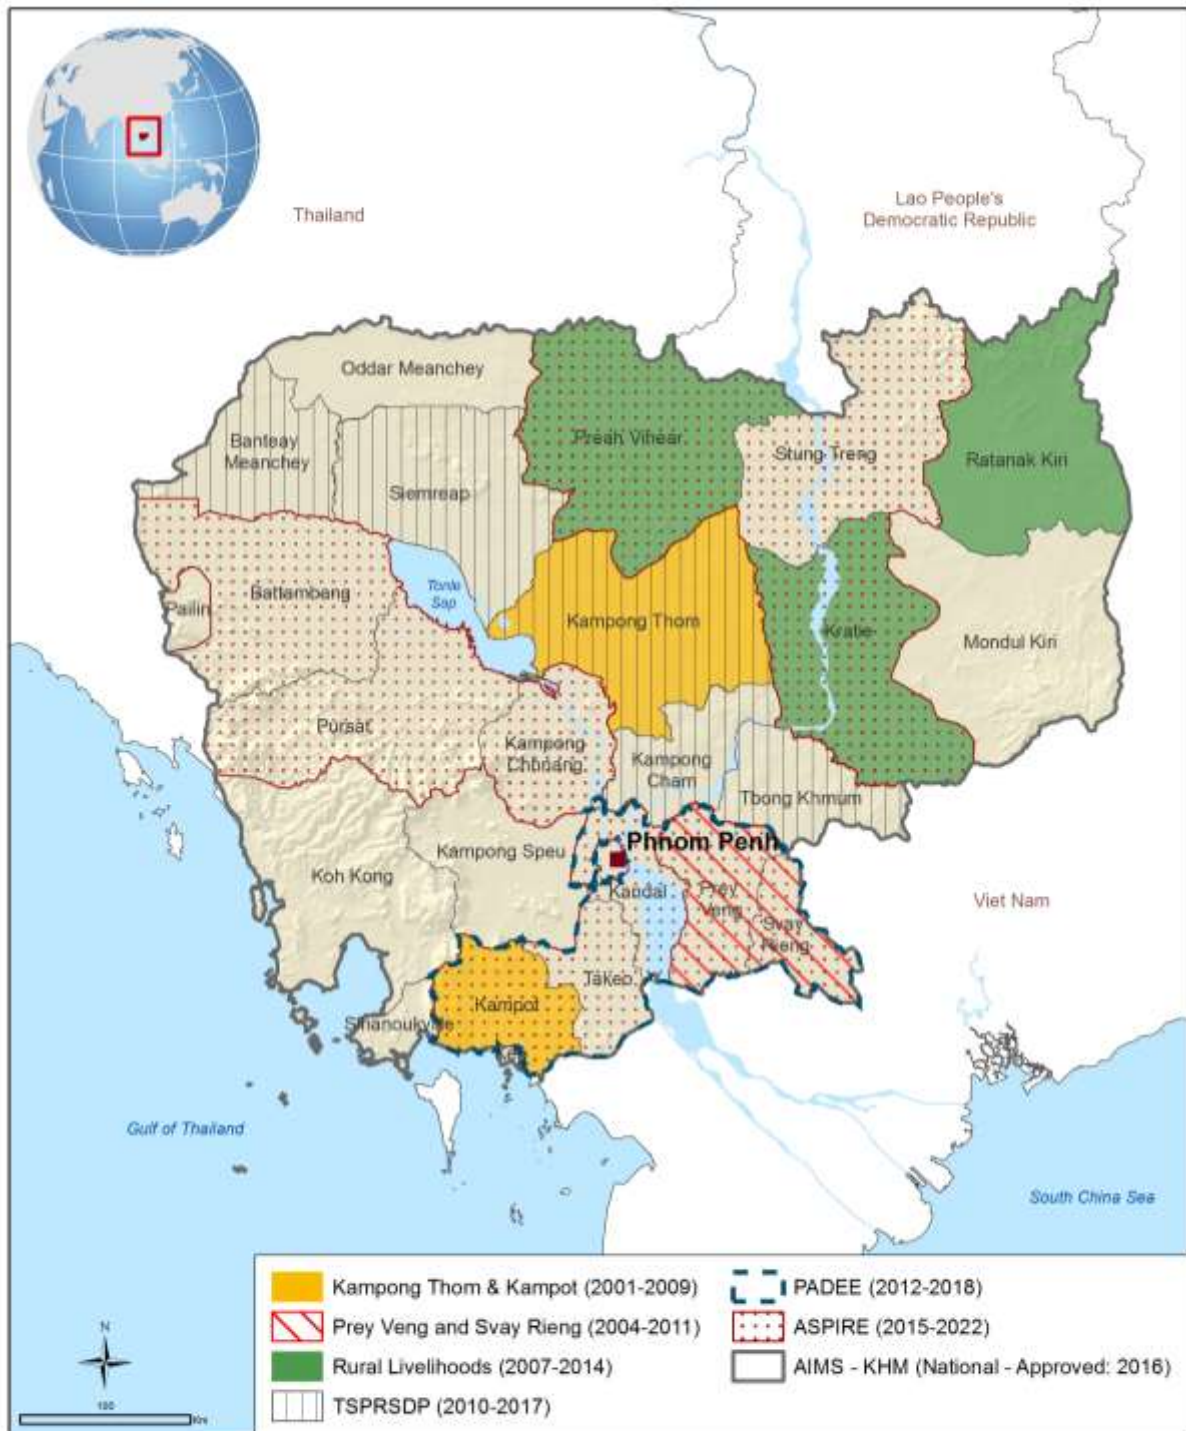 Thailand
Lao People's
Democratic Republic
Oddar Meanchey
Banteay
Meanchey
Siemreap
Preah Vihear
Stung Treng
Ratanak Kiri
Tonle
Sap
Battambang
Pailin
Kampong Thom
Kratie
Mondul Kiri
Pursat
Kampong
Chhnang
Kampong
Cham
Tbong Khmum
Phnom Penh
Kampong Speu
Koh Kong
Kandal
Prey
Veng
Svay
Rieng
Viet Nam
Takeo
Kampot
Sihanoukville
Gulf of Thailand
South China Sea
Kampong Thom & Kampot (2001-2009)
Prey Veng and Svay Rieng (2004-2011)
Rural Livelihoods (2007-2014)
TSPRSDP (2010-2017)
PADEE (2012-2018)
ASPIRE (2015-2022)
AIMS - KHM (National - Approved: 2016)
N
100
Km